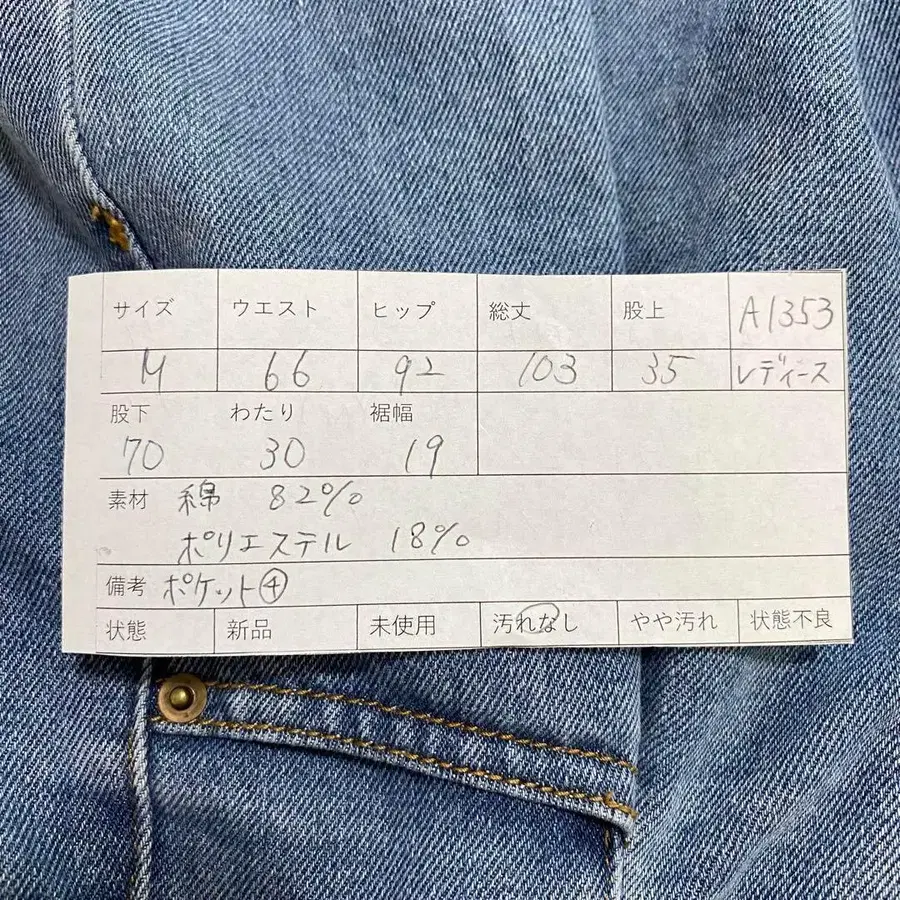 サイズ ウエスト ヒップ 総丈 股上 A1353
M 66 92 103 35 レディース
股下 わたり 裾幅
70 30 19
素材 綿 82%
ポリエステル 18%
備考 ポケット④
状態 新品 未使用 汚れなし やや汚れ 状態不良